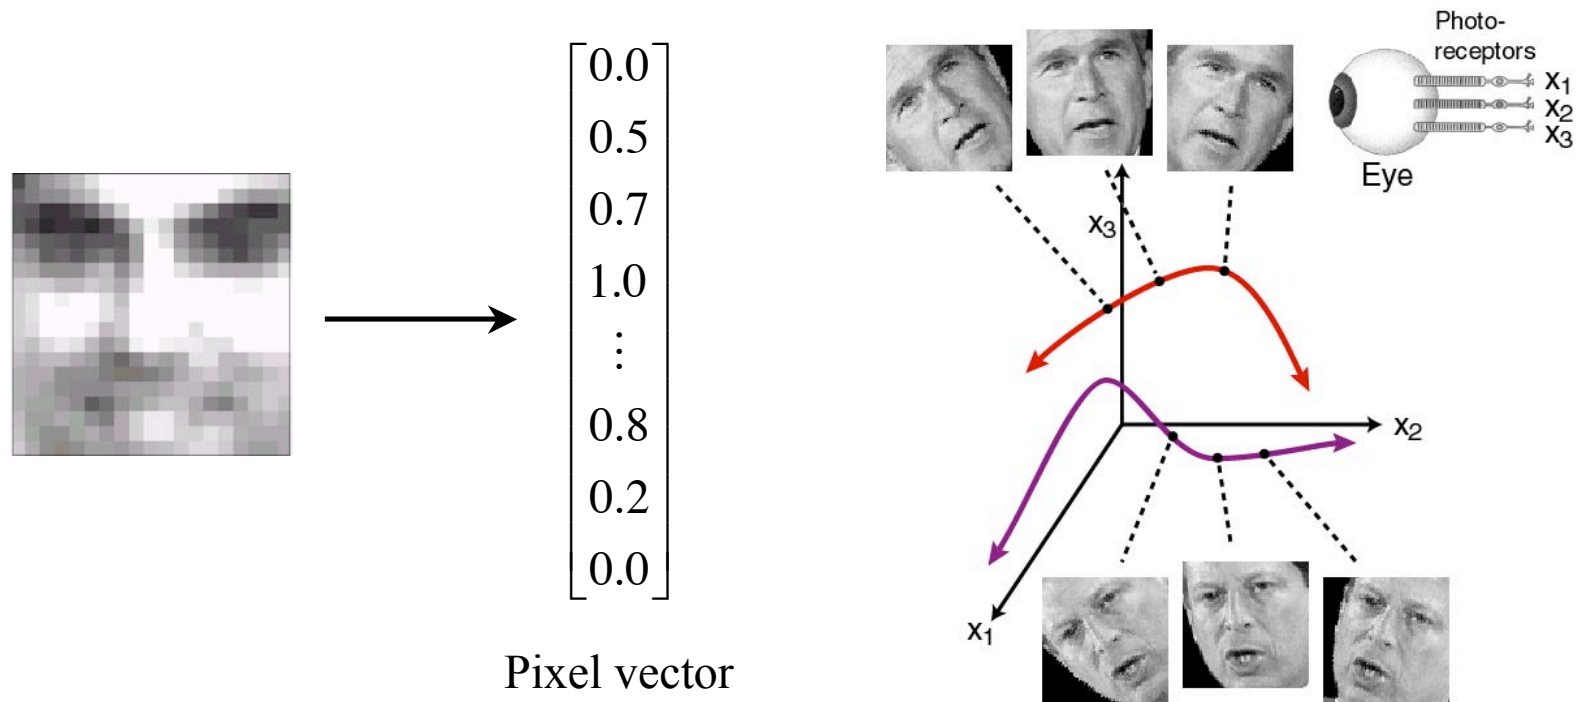 0.0
0.5
0.7
1.0
⋮
0.8
0.2
0.0
Pixel vector
Photo-
receptors
x1
x2
x3
Eye
x3
x2
x1